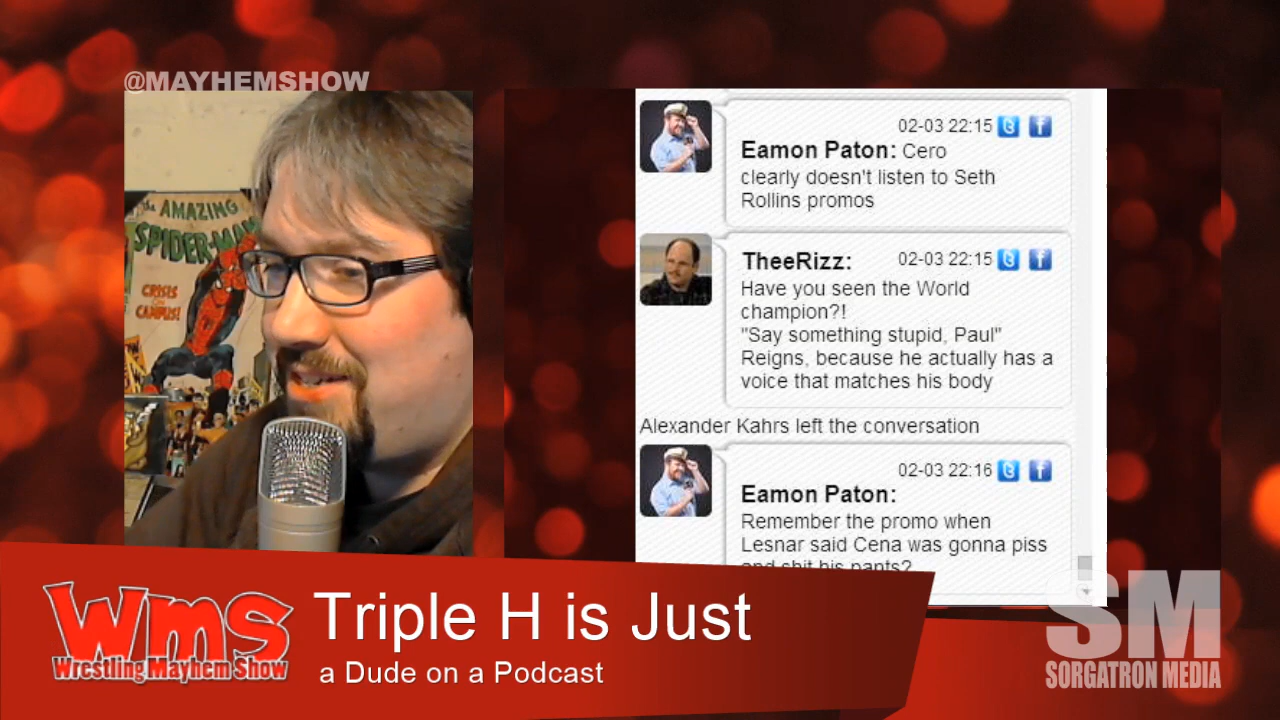 @MAYHEMSHOW
the AMAZING
SPIDER-MAN
CRISIS
ON
CAMPUS!
02-03 22:15
Eamon Paton: Cero
clearly doesn't listen to Seth
Rollins promos
TheeRizz:
02-03 22:15
Have you seen the World
champion?!
"Say something stupid, Paul"
Reigns, because he actually has a
voice that matches his body
Alexander Kahrs left the conversation
02-03 22:16
Eamon Paton:
Remember the promo when
Lesnar said Cena was gonna piss
and shit his pants?
wms
Wrestling Mayhem Show
Triple H is Just
a Dude on a Podcast
SM
SORGATRON MEDIA